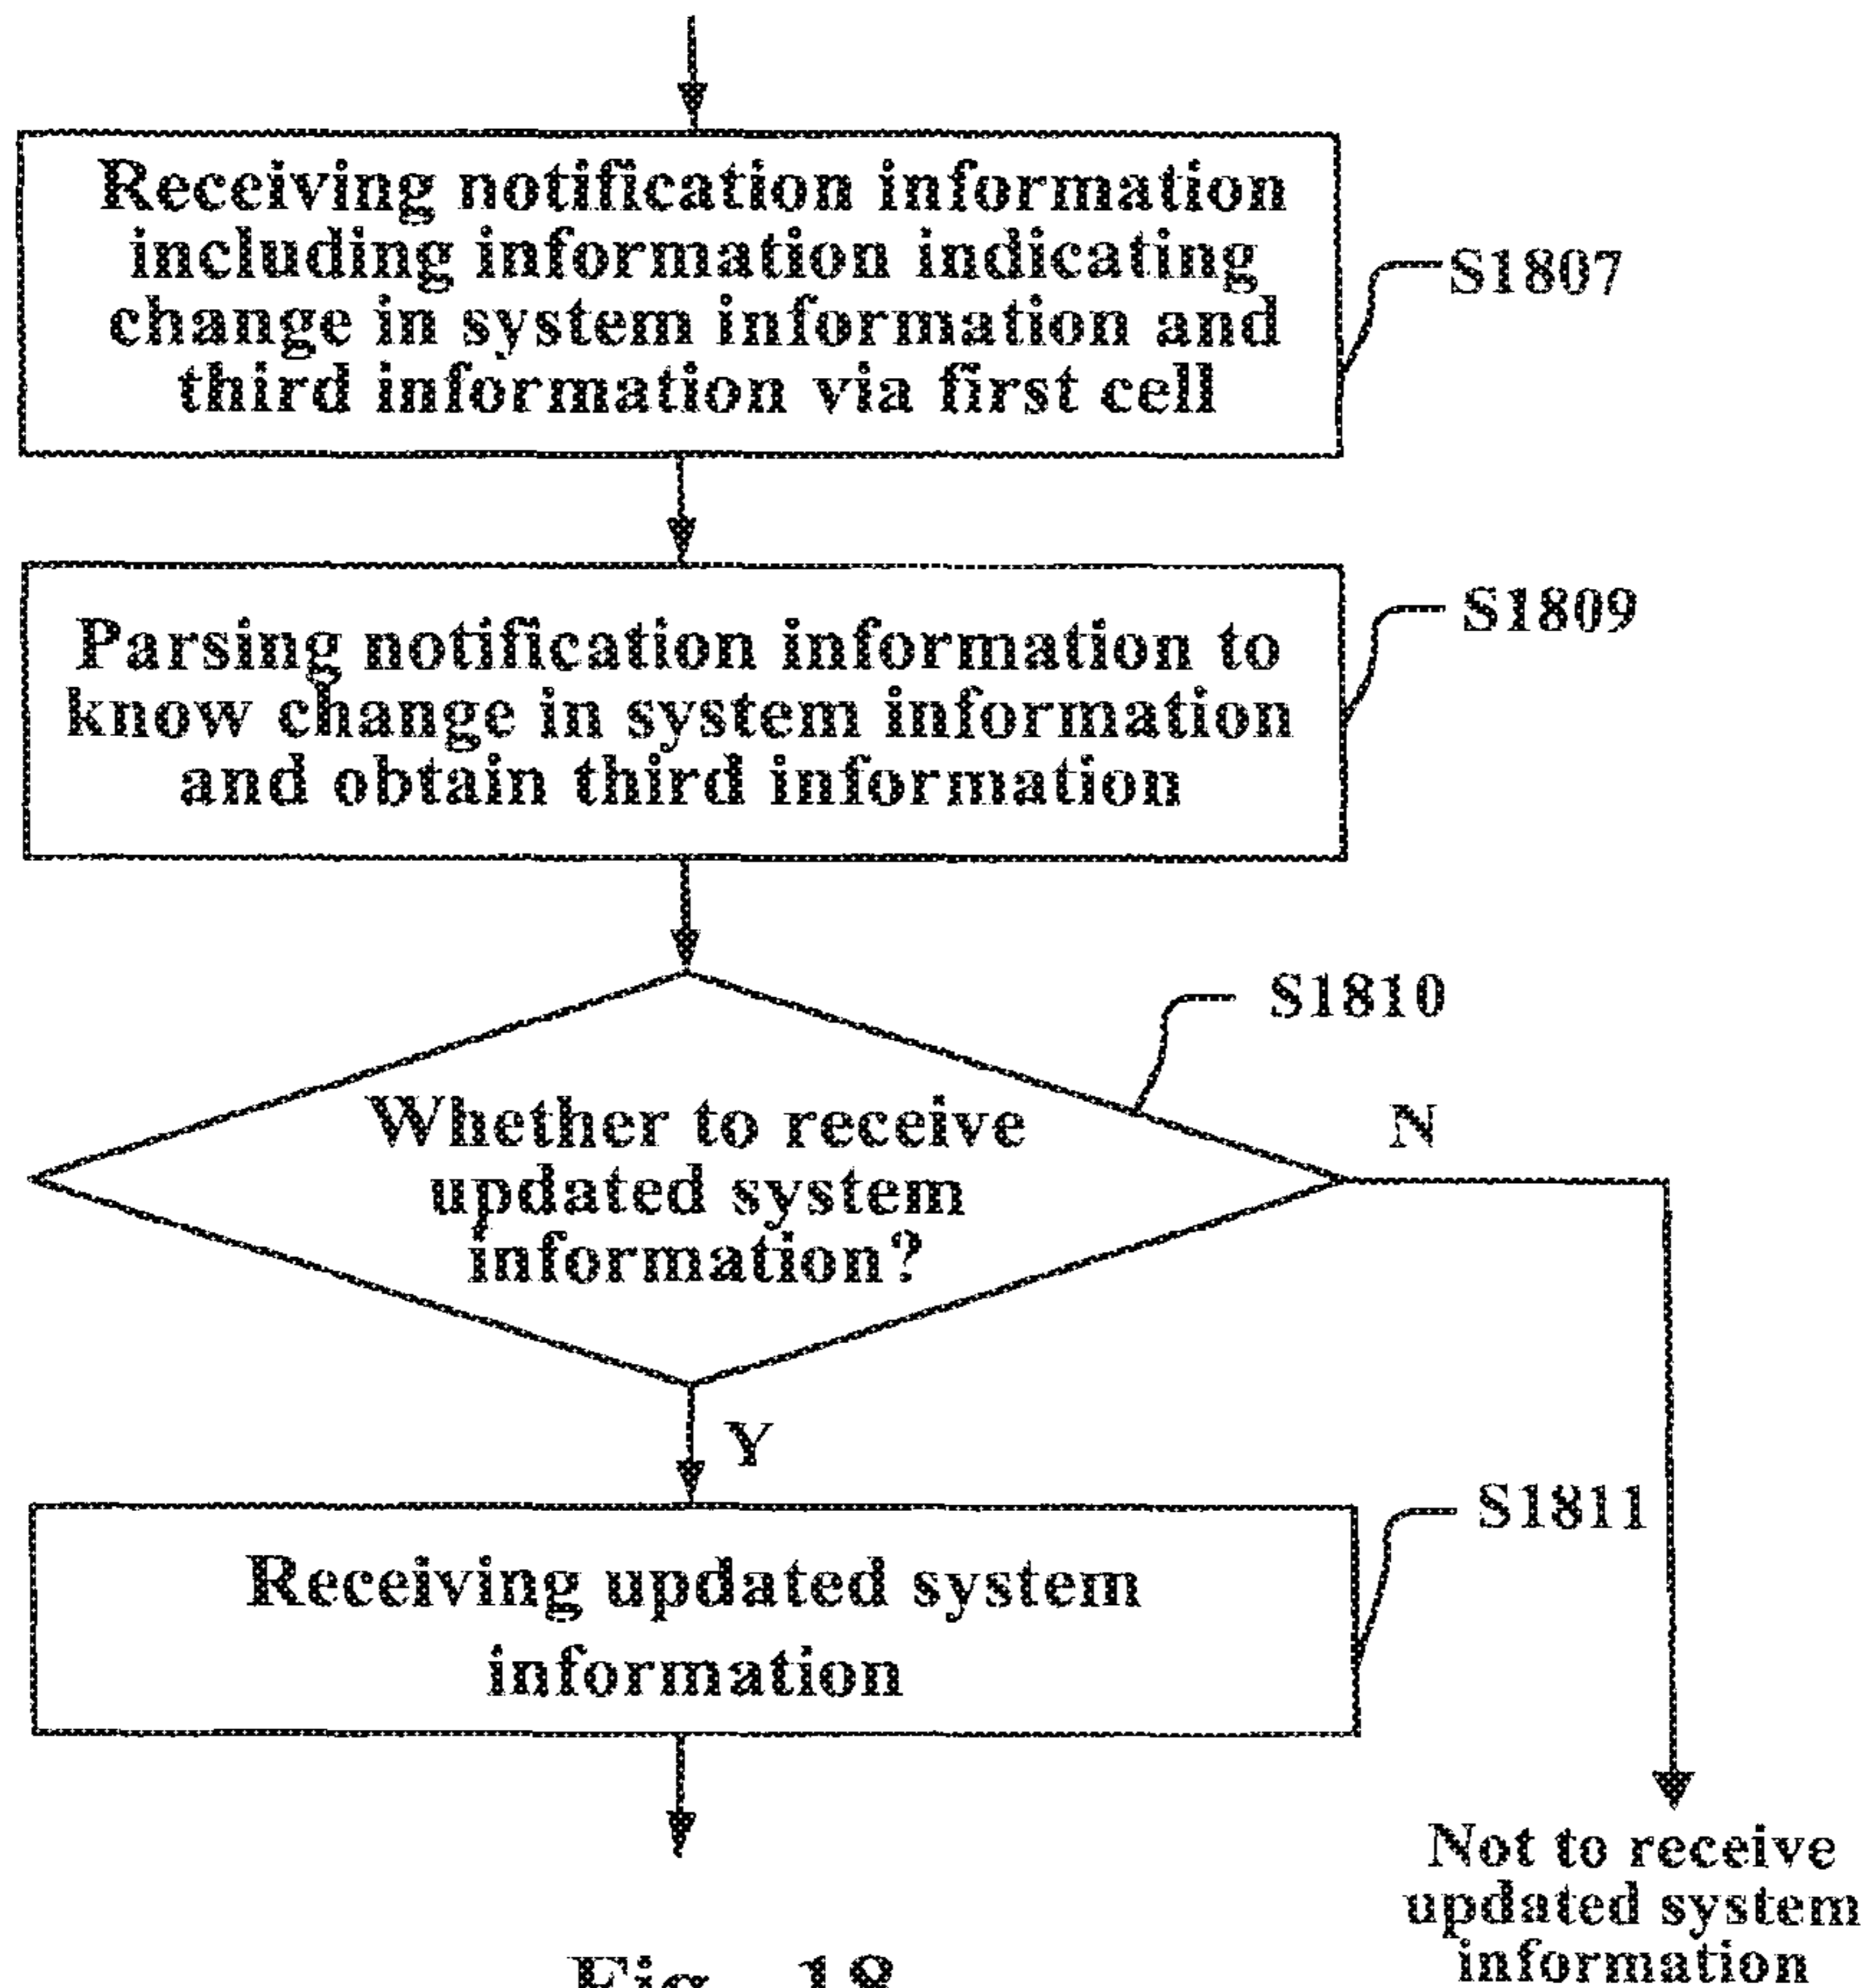 Receiving notification information
including information indicating
change in system information and
third information via first cell
S1807
Parsing notification information to
know change in system information
and obtain third information
S1809
Whether to receive
updated system
information?
S1810
N
Y
Receiving updated system
information
S1811
Not to receive
updated system
information
Fig. 18